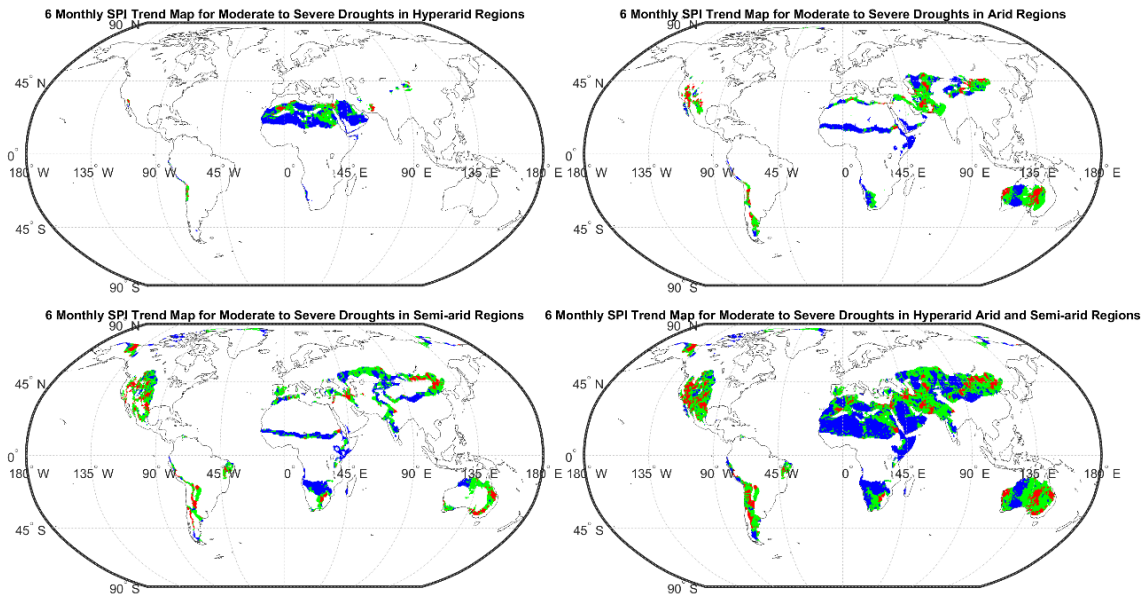 6 Monthly SPI Trend Map for Moderate to Severe Droughts in Hyperarid Regions
90° N
45° N
0°
180° W 135° W 90° W 45° W 0° 45° E 90° E 135° E 180° E
45° S
90° S
6 Monthly SPI Trend Map for Moderate to Severe Droughts in Arid Regions
90° N
45° N
0°
180° W 135° W 90° W 45° W 0° 45° E 90° E 135° E 180° E
45° S
90° S
6 Monthly SPI Trend Map for Moderate to Severe Droughts in Semi-arid Regions
90° N
45° N
0°
180° W 135° W 90° W 45° W 0° 45° E 90° E 135° E 180° E
45° S
90° S
6 Monthly SPI Trend Map for Moderate to Severe Droughts in Hyperarid Arid and Semi-arid Regions
90° N
45° N
0°
180° W 135° W 90° W 45° W 0° 45° E 90° E 135° E 180° E
45° S
90° S